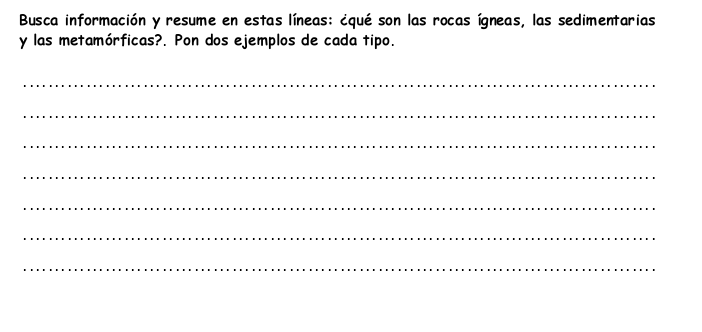 Busca información y resume en estas líneas: ¿qué son las rocas ígneas, las sedimentarias
y las metamórficas?. Pon dos ejemplos de cada tipo.